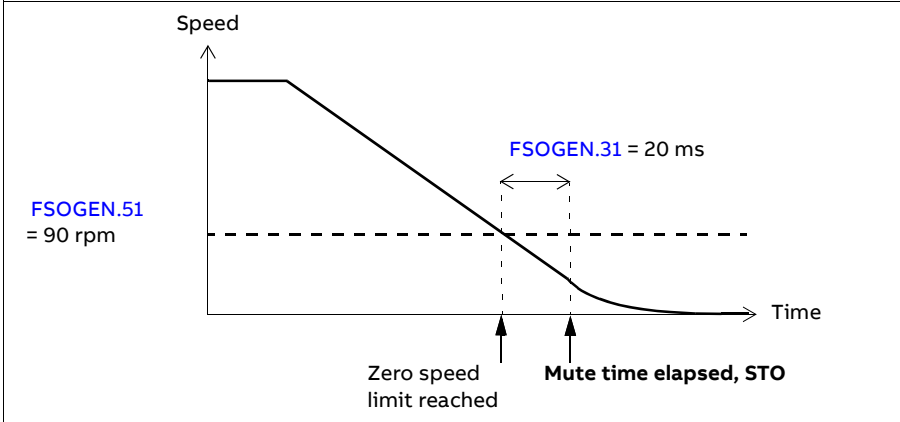 Speed
FSOGEN.31 = 20 ms
FSOGEN.51
= 90 rpm
Time
Zero speed
limit reached
Mute time elapsed, STO